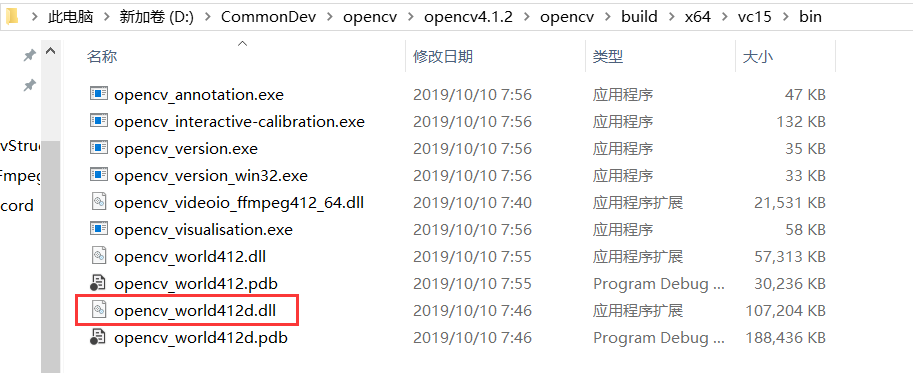 此电脑 > 新加卷 (D:) > CommonDev > opencv > opencv4.1.2 > opencv > build > x64 > vc15 > bin
名称 修改日期 类型 大小
opencv_annotation.exe 2019/10/10 7:56 应用程序 47 KB
opencv_interactive-calibration.exe 2019/10/10 7:56 应用程序 132 KB
opencv_version.exe 2019/10/10 7:56 应用程序 35 KB
opencv_version_win32.exe 2019/10/10 7:56 应用程序 33 KB
opencv_videoio_ffmpeg412_64.dll 2019/10/10 7:40 应用程序扩展 21,531 KB
opencv_visualisation.exe 2019/10/10 7:56 应用程序 58 KB
opencv_world412.dll 2019/10/10 7:55 应用程序扩展 57,313 KB
opencv_world412.pdb 2019/10/10 7:55 Program Debug ... 30,236 KB
opencv_world412d.dll 2019/10/10 7:46 应用程序扩展 107,204 KB
opencv_world412d.pdb 2019/10/10 7:46 Program Debug ... 188,436 KB
vStru
Fmpeg
cord